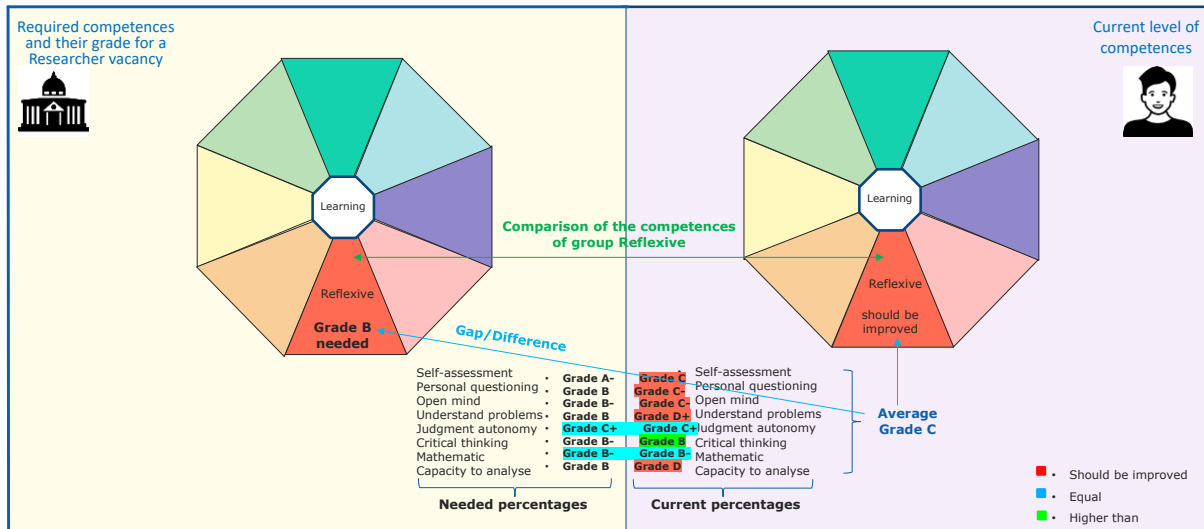 Required competences
and their grade for a
Researcher vacancy
Current level of
competences
Learning
Learning
Comparison of the competences
of group Reflexive
Reflexive
Grade B
needed
Reflexive
should be
improved
Gap/Difference
Self-assessment
Personal questioning
Open mind
Understand problems
Judgment autonomy
Critical thinking
Mathematic
Capacity to analyse
• Grade A-
• Grade B
• Grade B-
• Grade B
• Grade C+
• Grade B-
• Grade B-
• Grade B
Grade C
Grade C-
Grade C-
Grade D+
Grade C+
Grade B
Grade B-
Grade D
• Self-assessment
Personal questioning
Open mind
Understand problems
Judgment autonomy
Critical thinking
Mathematic
Capacity to analyse
Average
Grade C
Needed percentages
Current percentages
• Should be improved
• Equal
• Higher than